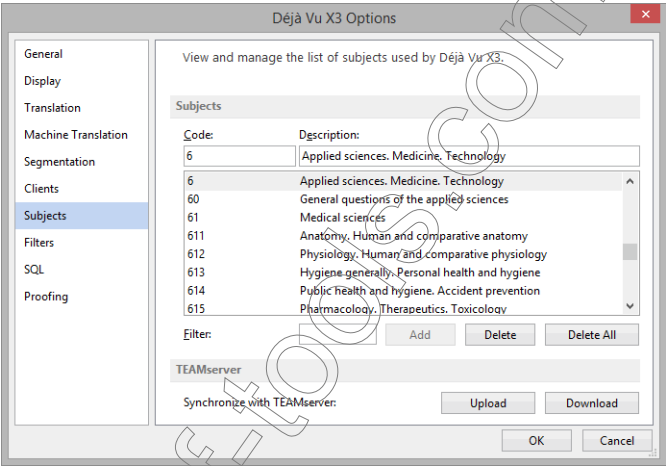 Déjà Vu X3 Options
General
Display
Translation
Machine Translation
Segmentation
Clients
Subjects
Filters
SQL
Proofing
View and manage the list of subjects used by Déjà Vu X3.
Subjects
Code: Description:
6 Applied sciences. Medicine. Technology
6 Applied sciences. Medicine. Technology
60 General questions of the applied sciences
61 Medical sciences
611 Anatomy. Human and comparative anatomy
612 Physiology. Human and comparative physiology
613 Hygiene generally. Personal health and hygiene
614 Public health and hygiene. Accident prevention
615 Pharmacology. Therapeutics. Toxicology
Filter: Add Delete Delete All
TEAMserver
Synchronize with TEAMserver: Upload Download
OK Cancel